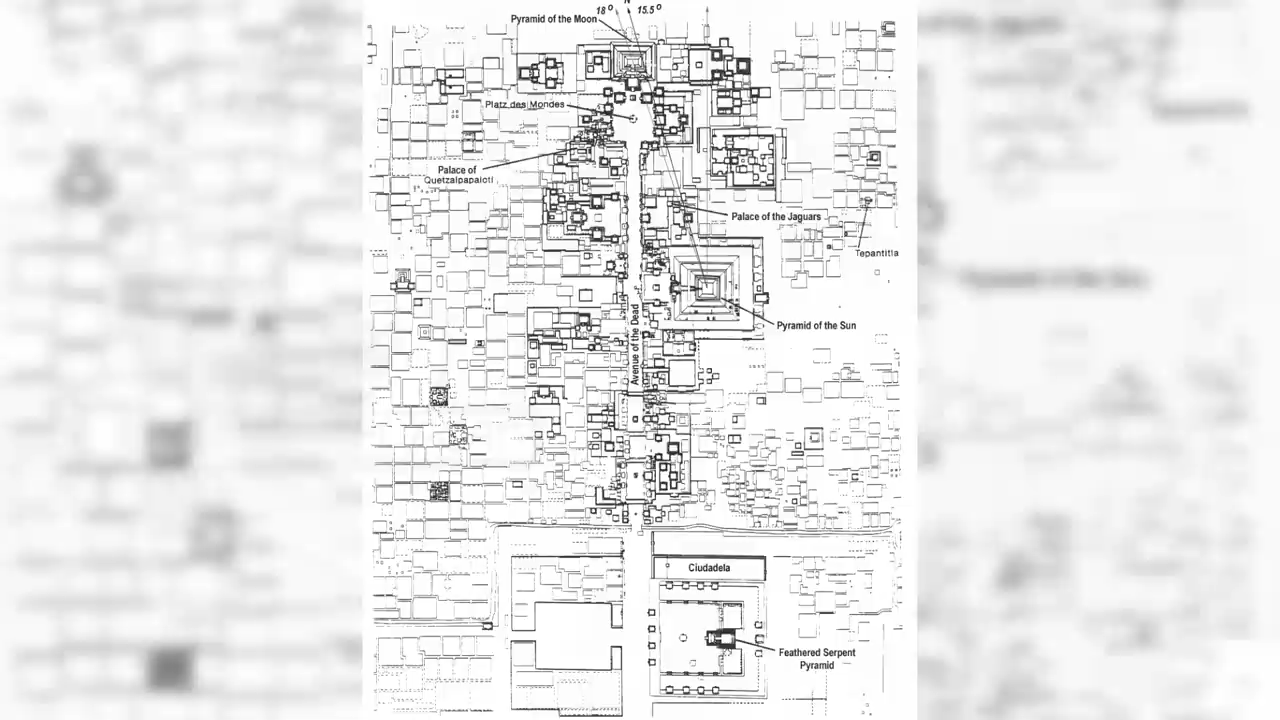 N
18° 15.5°
Pyramid of the Moon
Platz des Mondes
Palace of
Quetzalpapalotl
Palace of the Jaguars
Tepantitla
Pyramid of the Sun
Avenue of the Dead
Ciudadela
Feathered Serpent
Pyramid